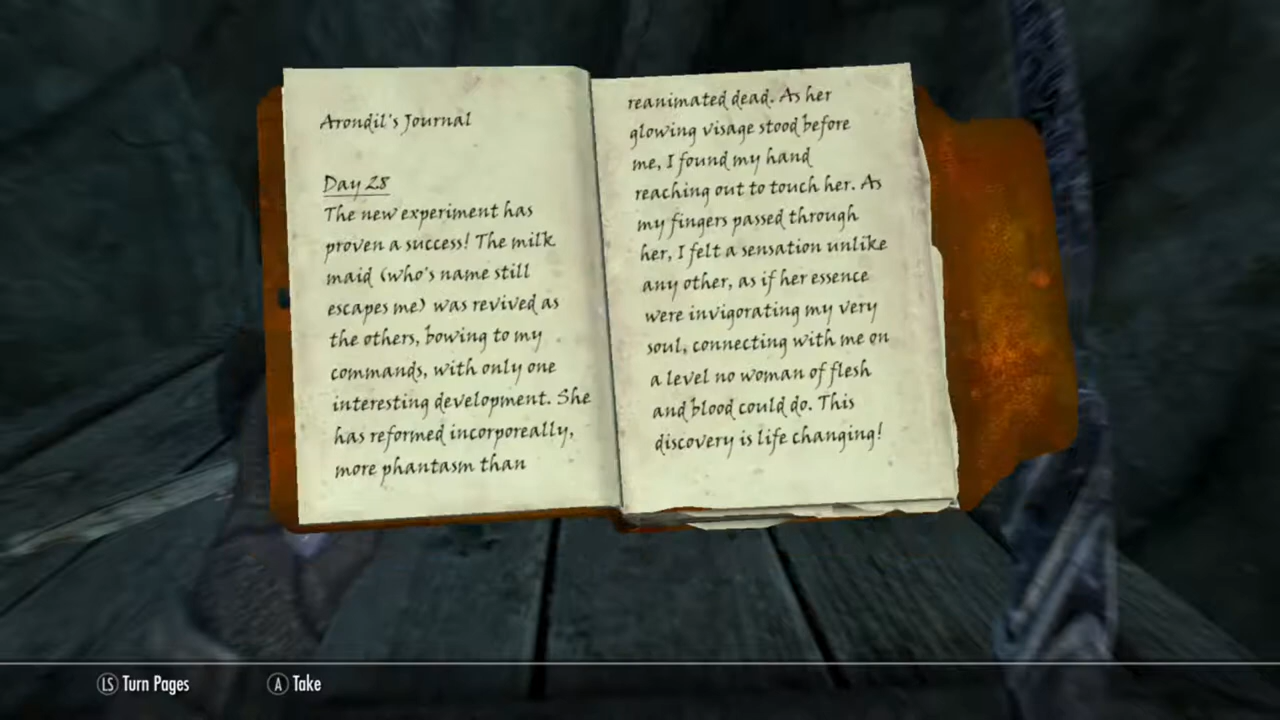 Arondil's Journal
Day 28
The new experiment has
proven a success! The milk
maid (who's name still
escapes me) was revived as
the others, bowing to my
commands, with only one
interesting development. She
has reformed incorporeally,
more phantasm than
reanimated dead. As her
glowing visage stood before
me, I found my hand
reaching out to touch her. As
my fingers passed through
her, I felt a sensation unlike
any other, as if her essence
were invigorating my very
soul, connecting with me on
a level no woman of flesh
and blood could do. This
discovery is life changing!
LS Turn Pages
A Take